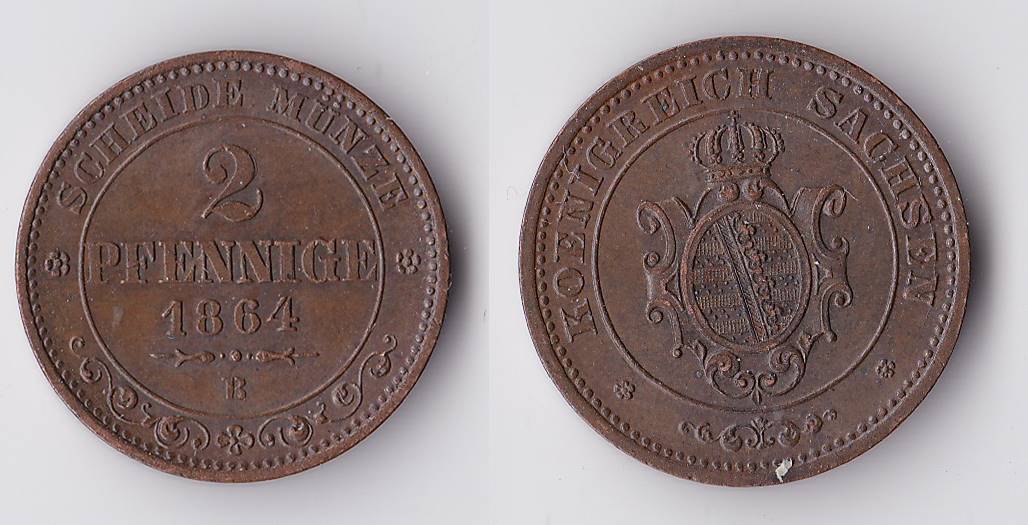 SCHEIDE MÜNZE
2
PFENNIGE
1864
B
KOENIGREICH SACHSEN